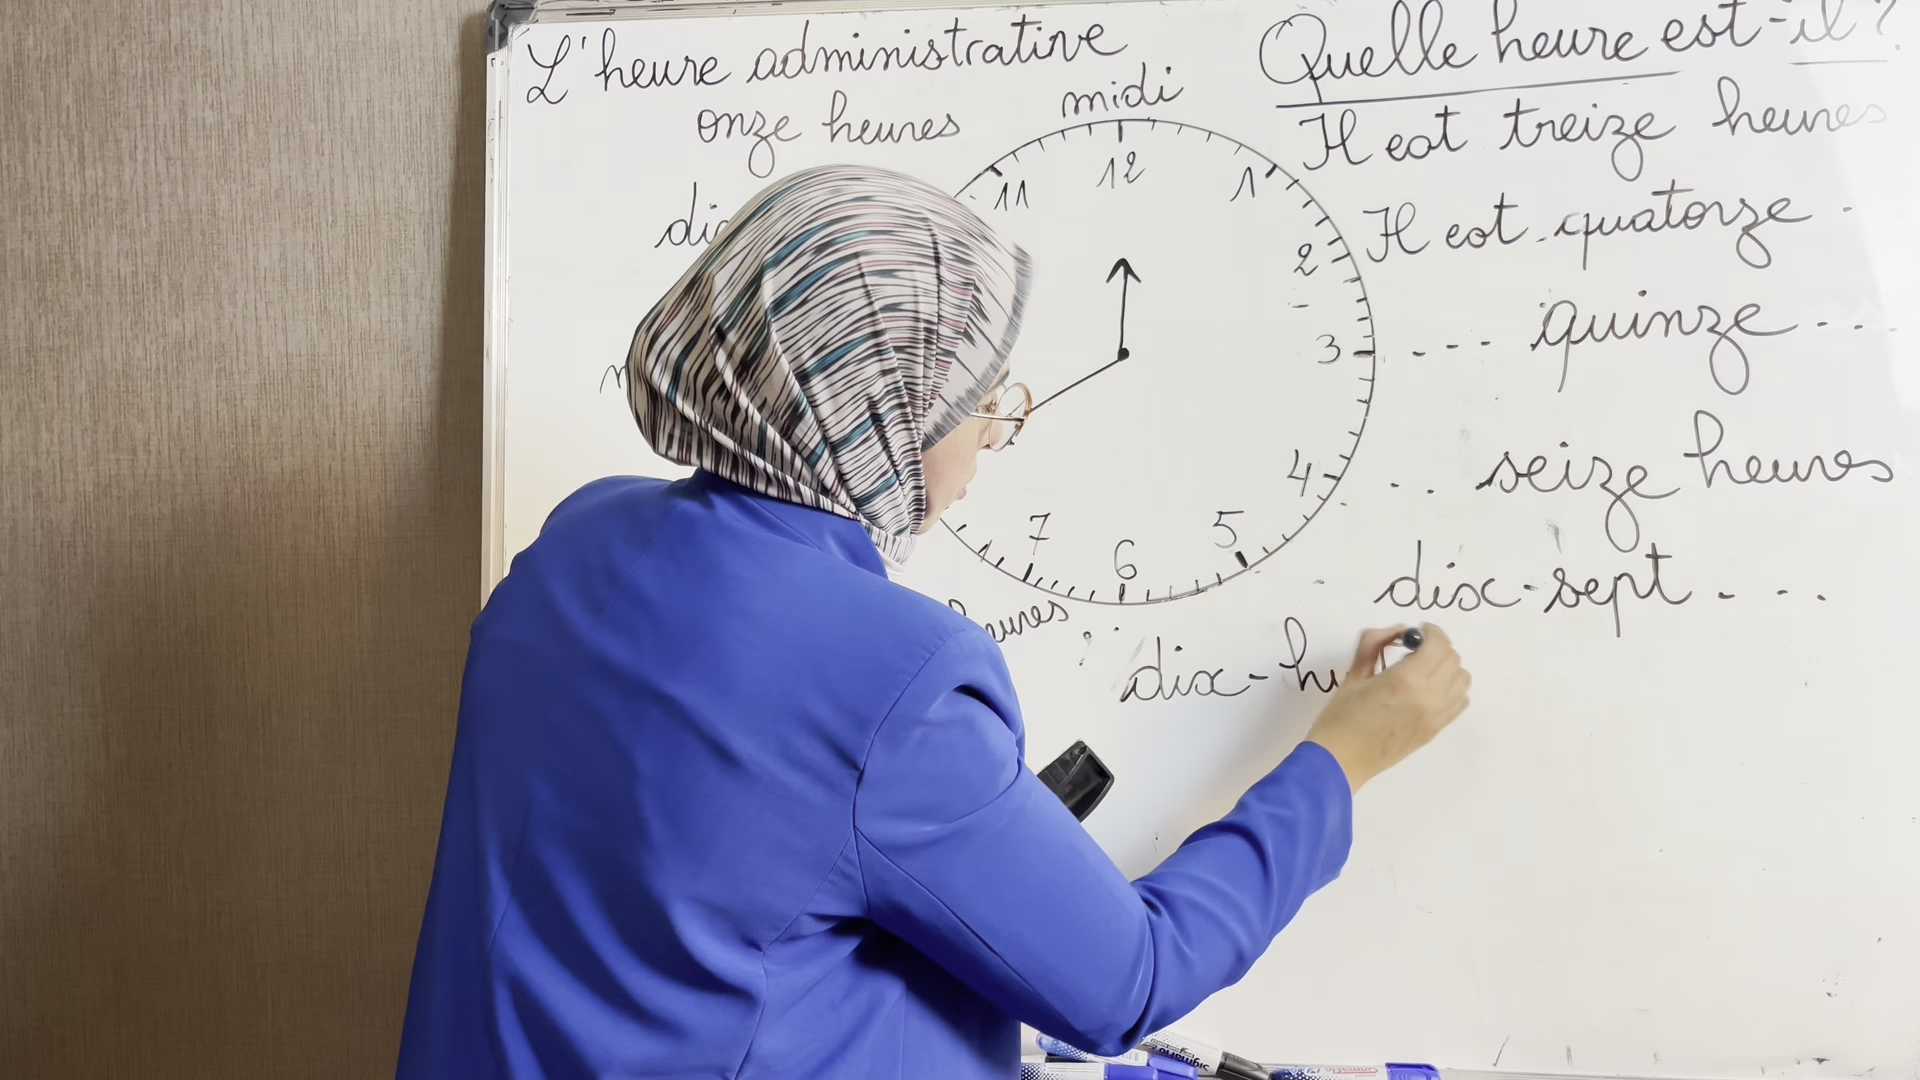 L'heure administrative
Quelle heure est-il ?
onze heures
midi
Il est treize heures
12
11
1
Il est quatorze .
2
... quinze ...
3
.. seize heures
4
5
7
6
dix-sept ...
heures
dix-hu